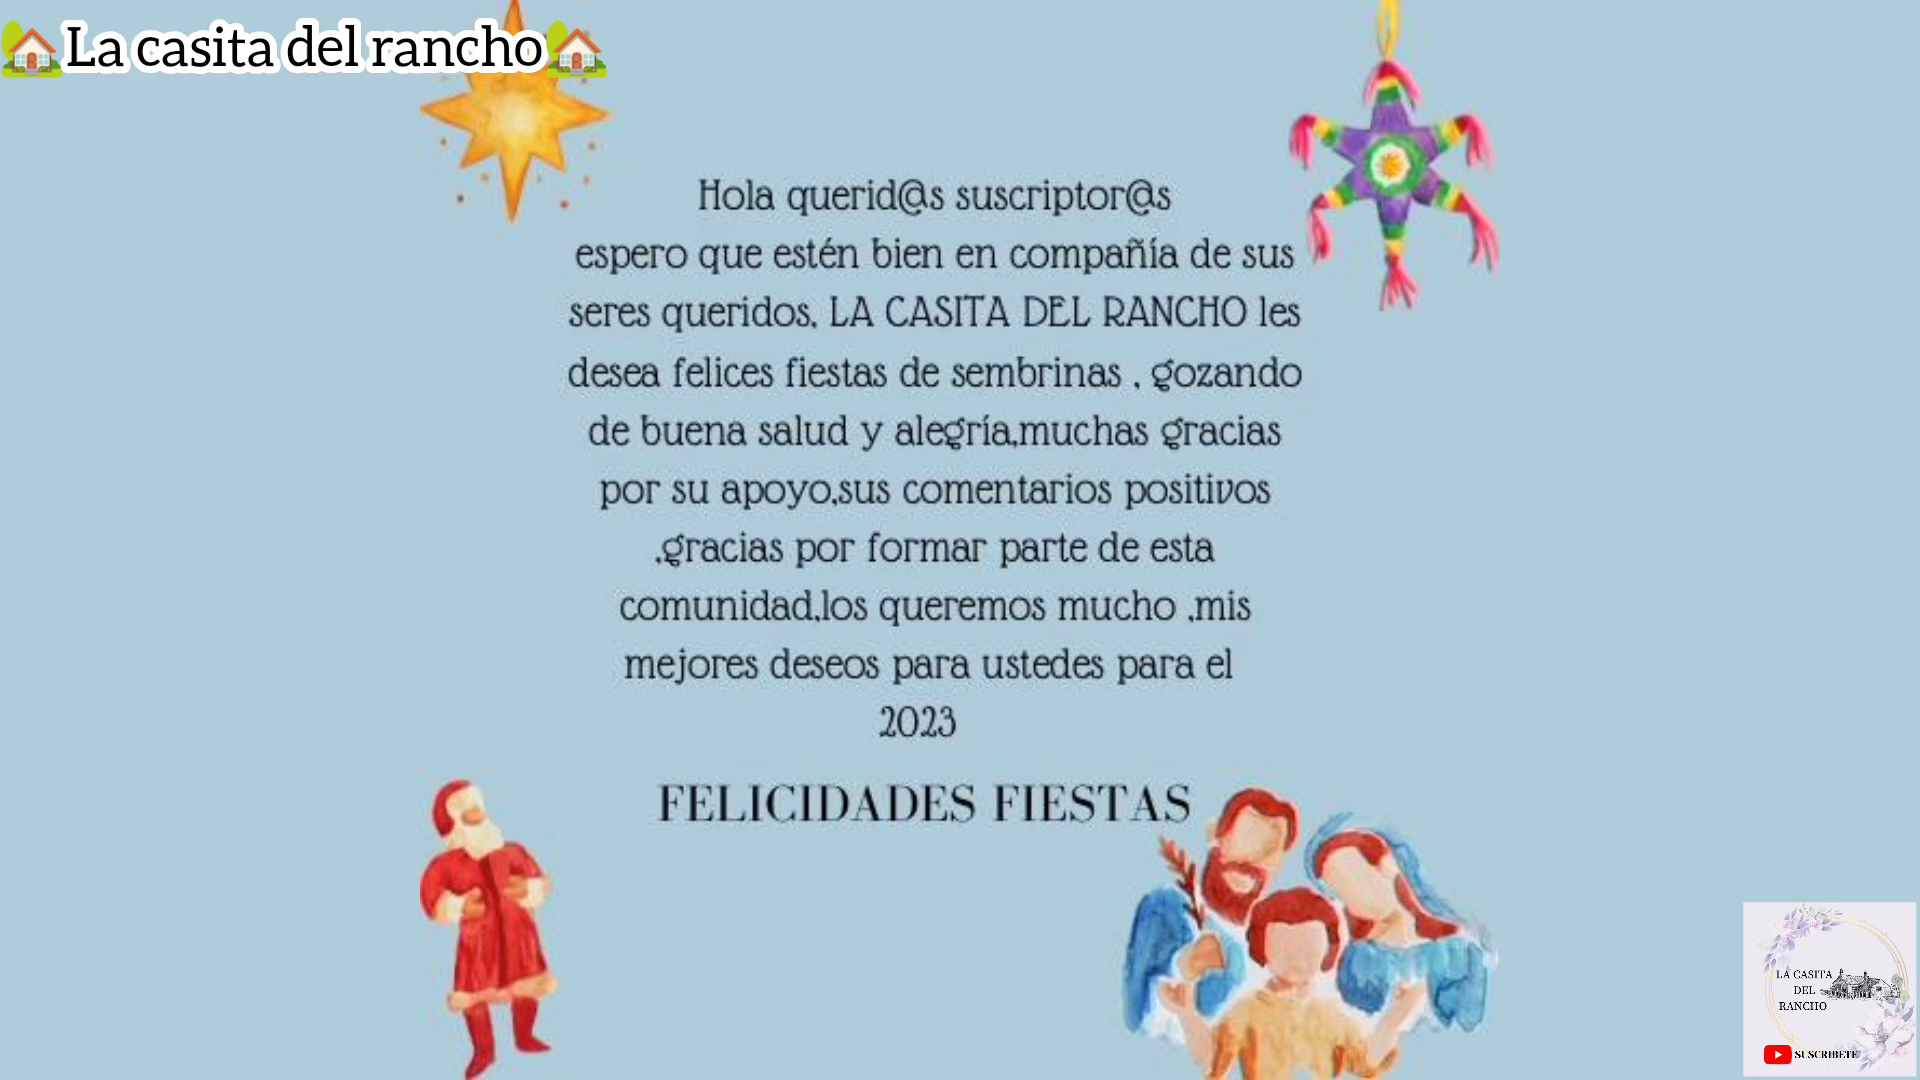 🏡La casita del rancho🏡
Hola querid@s suscriptor@s
espero que estén bien en compañía de sus
seres queridos, LA CASITA DEL RANCHO les
desea felices fiestas de sembrinas , gozando
de buena salud y alegría,muchas gracias
por su apoyo,sus comentarios positivos
,gracias por formar parte de esta
comunidad,los queremos mucho ,mis
mejores deseos para ustedes para el
2023
FELICIDADES FIESTAS
LA CASITA
DEL
RANCHO
SUSCRIBETE